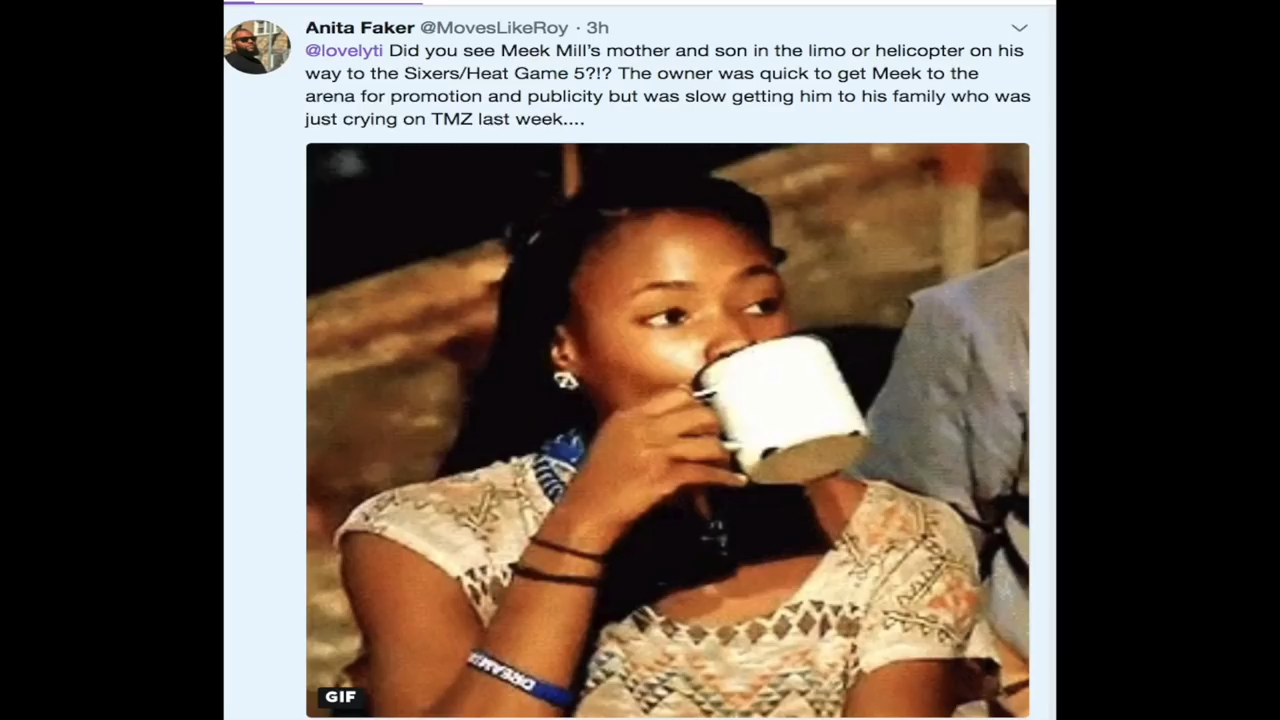 Anita Faker @MovesLikeRoy · 3h
@lovelyti Did you see Meek Mill's mother and son in the limo or helicopter on his
way to the Sixers/Heat Game 5?!? The owner was quick to get Meek to the
arena for promotion and publicity but was slow getting him to his family who was
just crying on TMZ last week....
DREAM
GIF